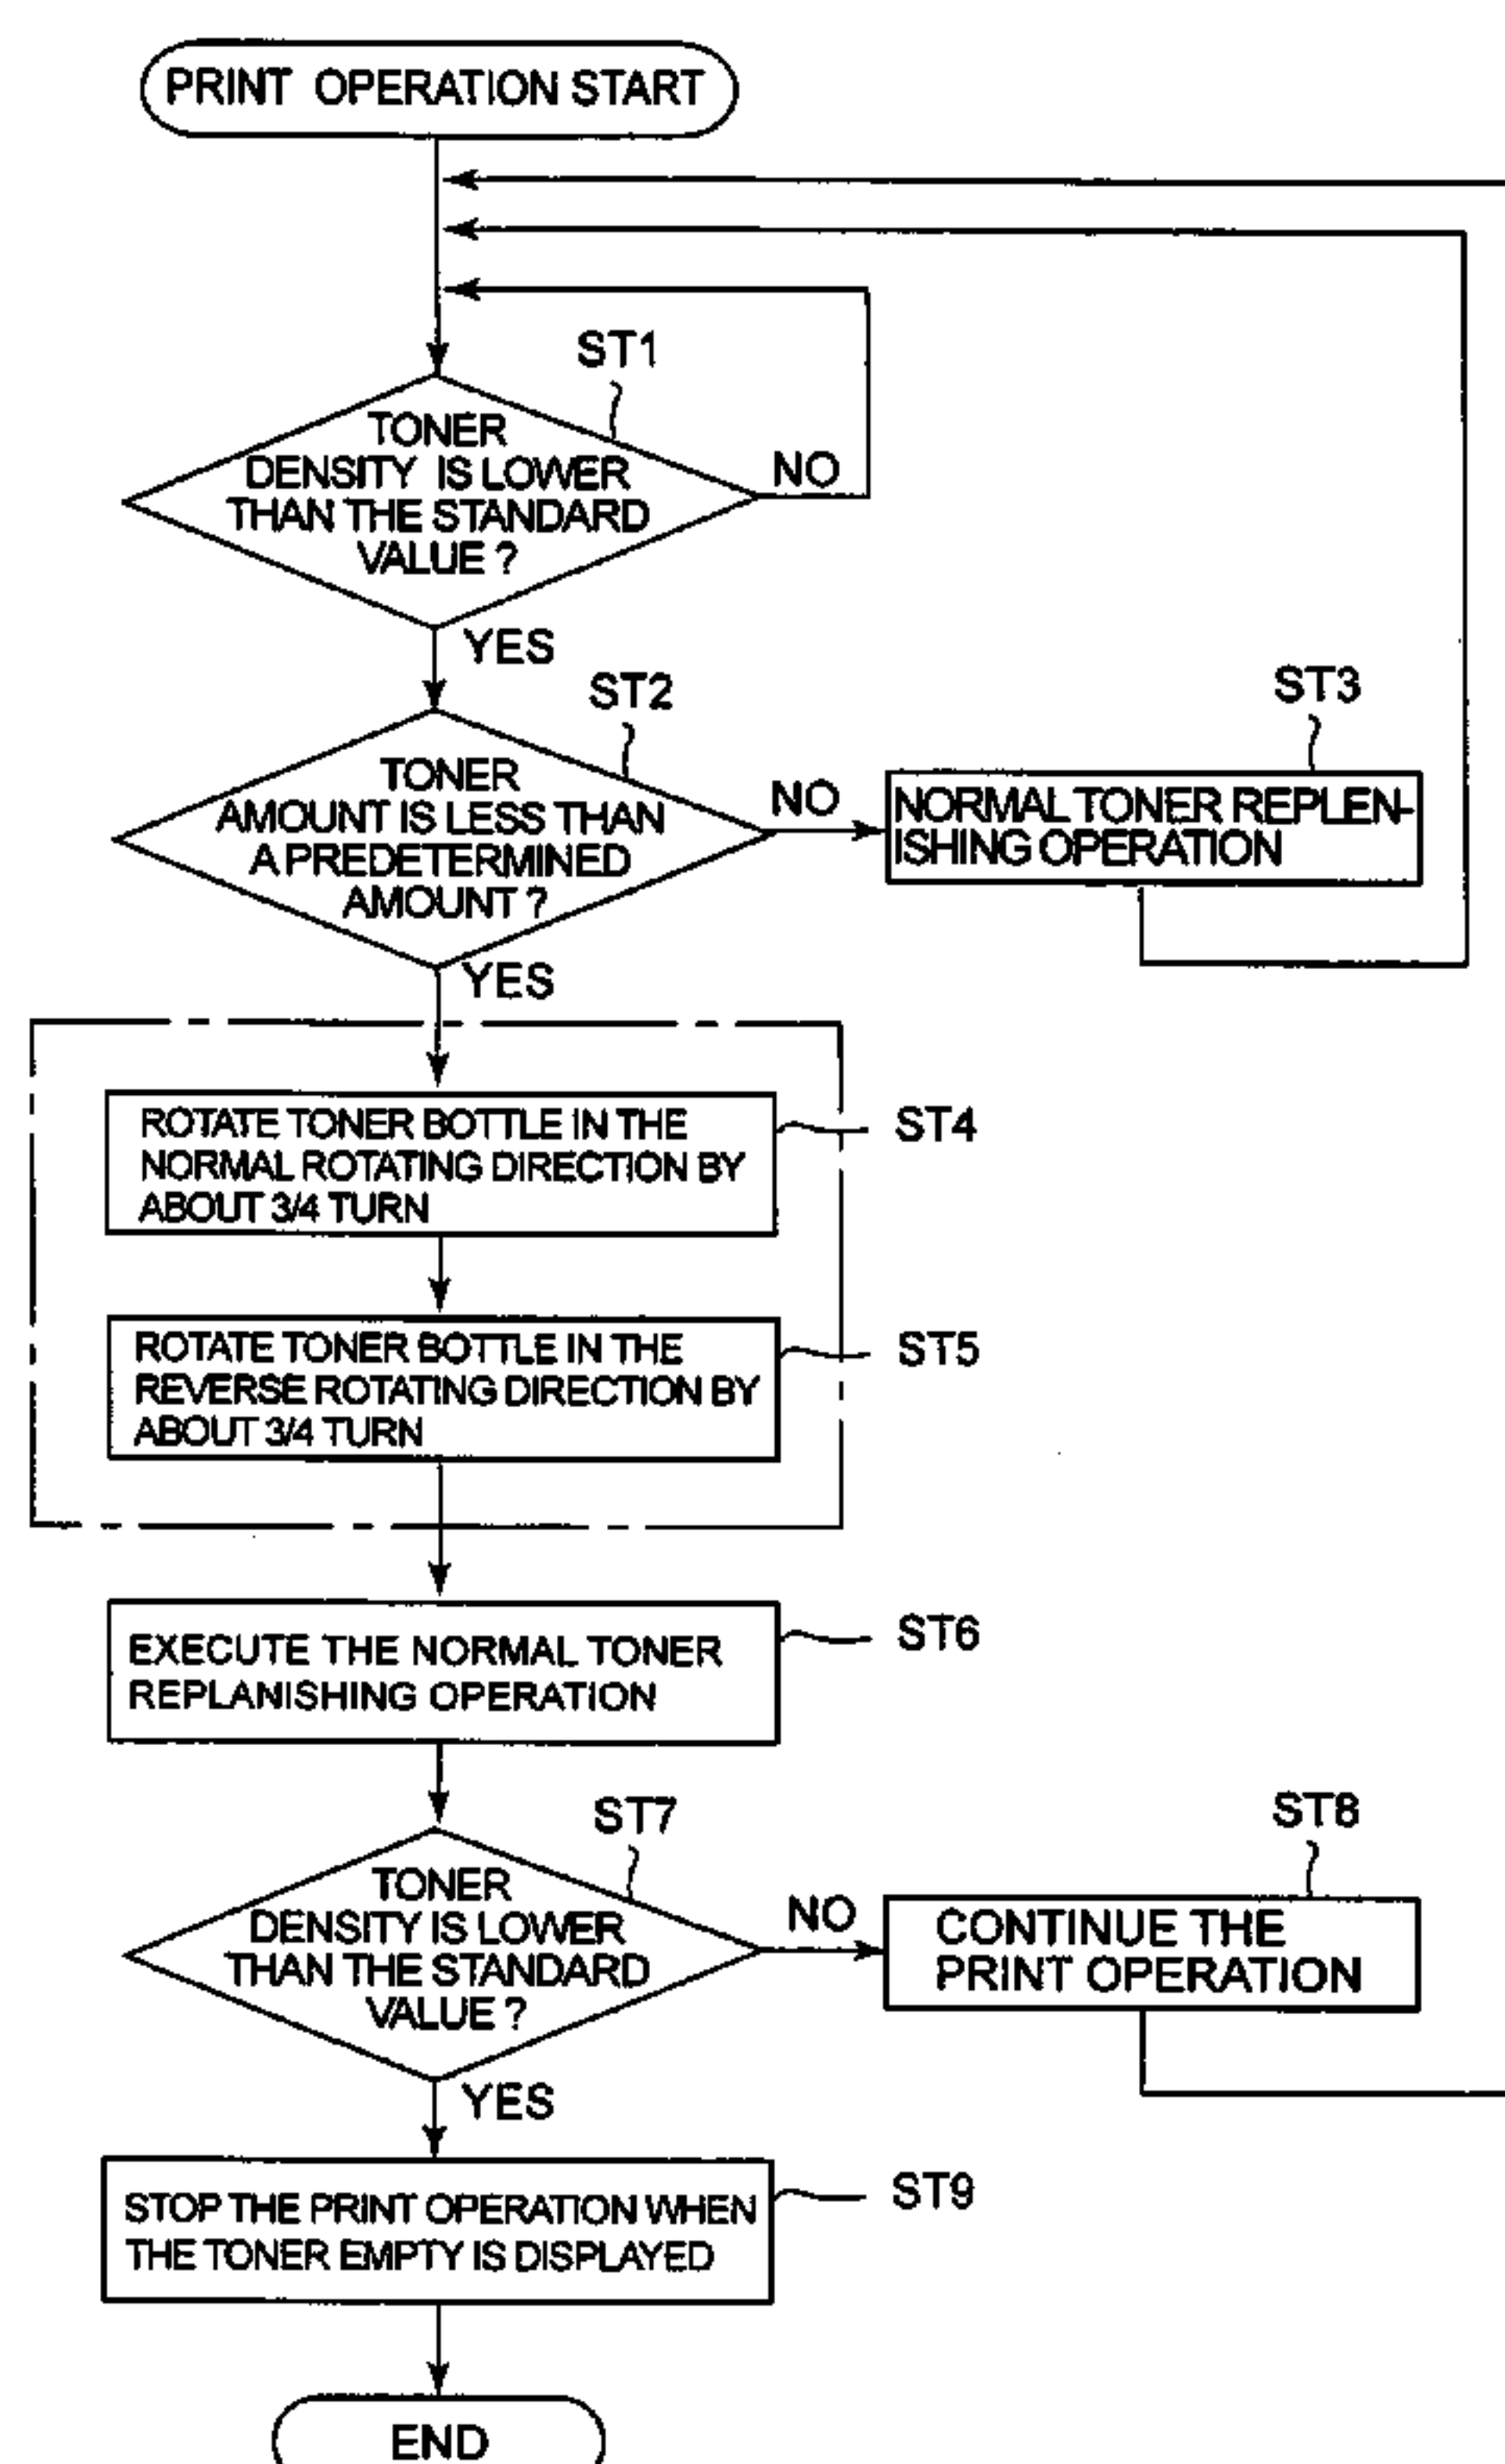 PRINT OPERATION START
ST1
TONER
DENSITY IS LOWER
THAN THE STANDARD
VALUE ?
NO
YES
ST2
TONER
AMOUNT IS LESS THAN
A PREDETERMINED
AMOUNT ?
NO
ST3
NORMAL TONER REPLEN-
ISHING OPERATION
YES
ROTATE TONER BOTTLE IN THE
NORMAL ROTATING DIRECTION BY
ABOUT 3/4 TURN
ST4
ROTATE TONER BOTTLE IN THE
REVERSE ROTATING DIRECTION BY
ABOUT 3/4 TURN
ST5
EXECUTE THE NORMAL TONER
REPLANISHING OPERATION
ST6
ST7
TONER
DENSITY IS LOWER
THAN THE STANDARD
VALUE ?
NO
ST8
CONTINUE THE
PRINT OPERATION
YES
STOP THE PRINT OPERATION WHEN
THE TONER EMPTY IS DISPLAYED
ST9
END